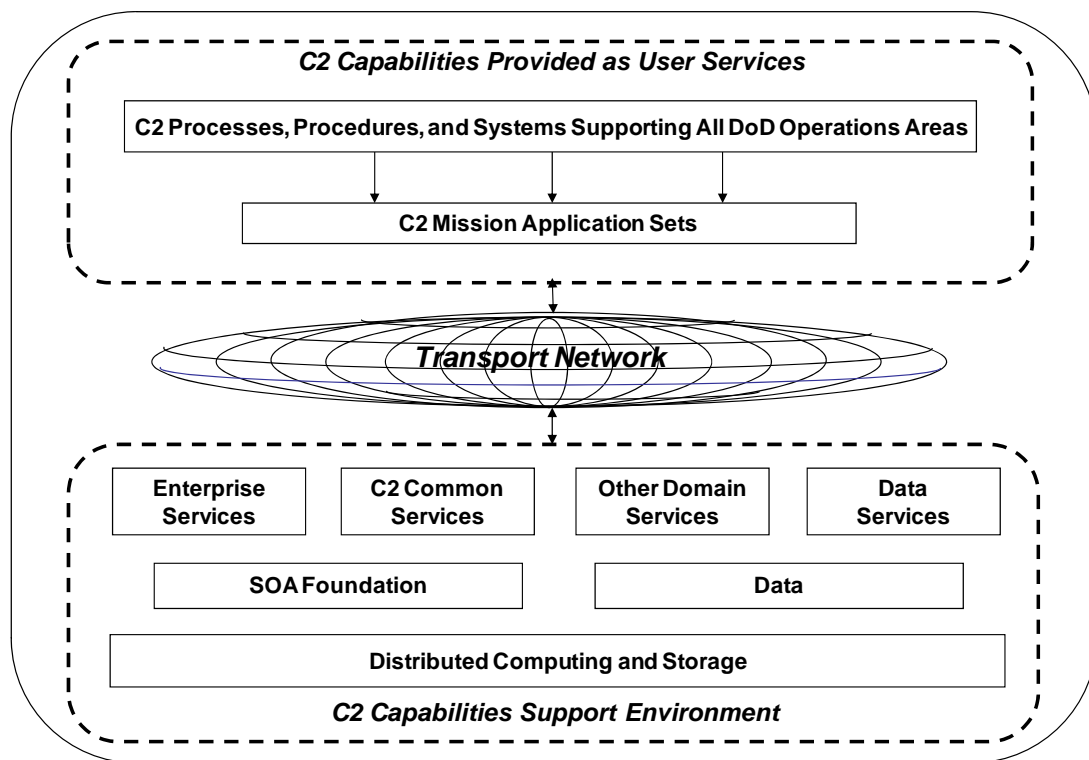 C2 Capabilities Provided as User Services
C2 Processes, Procedures, and Systems Supporting All DoD Operations Areas
C2 Mission Application Sets
Transport Network
Enterprise
Services
C2 Common
Services
Other Domain
Services
Data
Services
SOA Foundation
Data
Distributed Computing and Storage
C2 Capabilities Support Environment